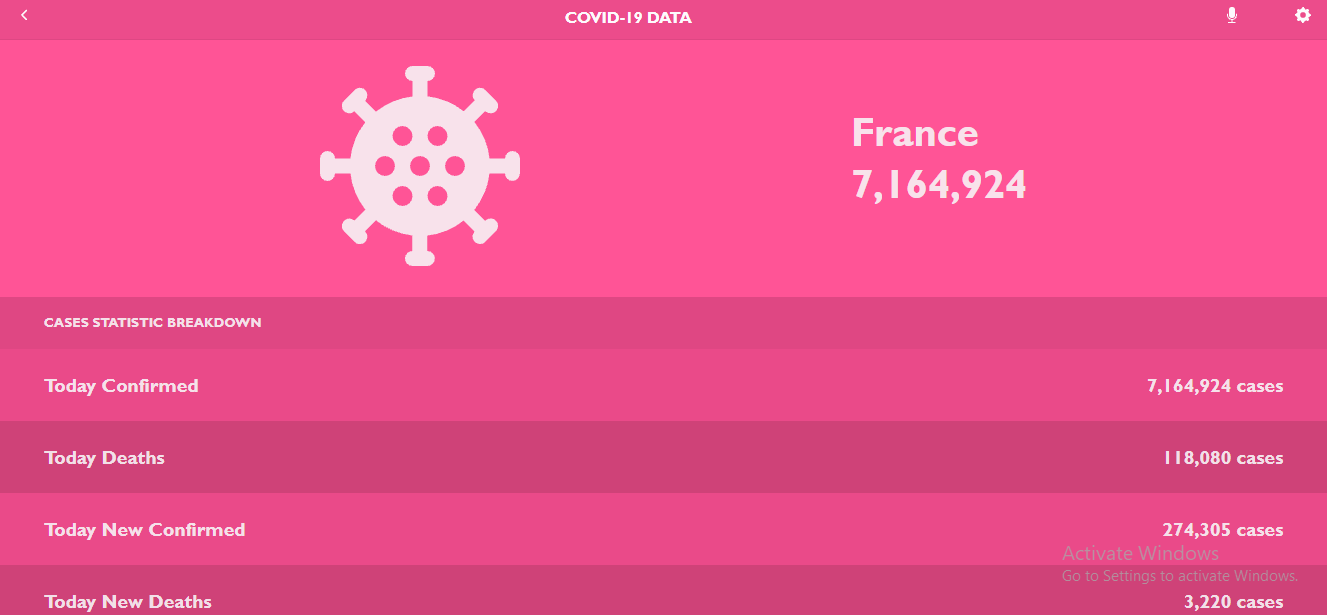 COVID-19 DATA
France
7,164,924
CASES STATISTIC BREAKDOWN
Today Confirmed 7,164,924 cases
Today Deaths 118,080 cases
Today New Confirmed 274,305 cases
Activate Windows
Go to Settings to activate Windows.
Today New Deaths 3,220 cases